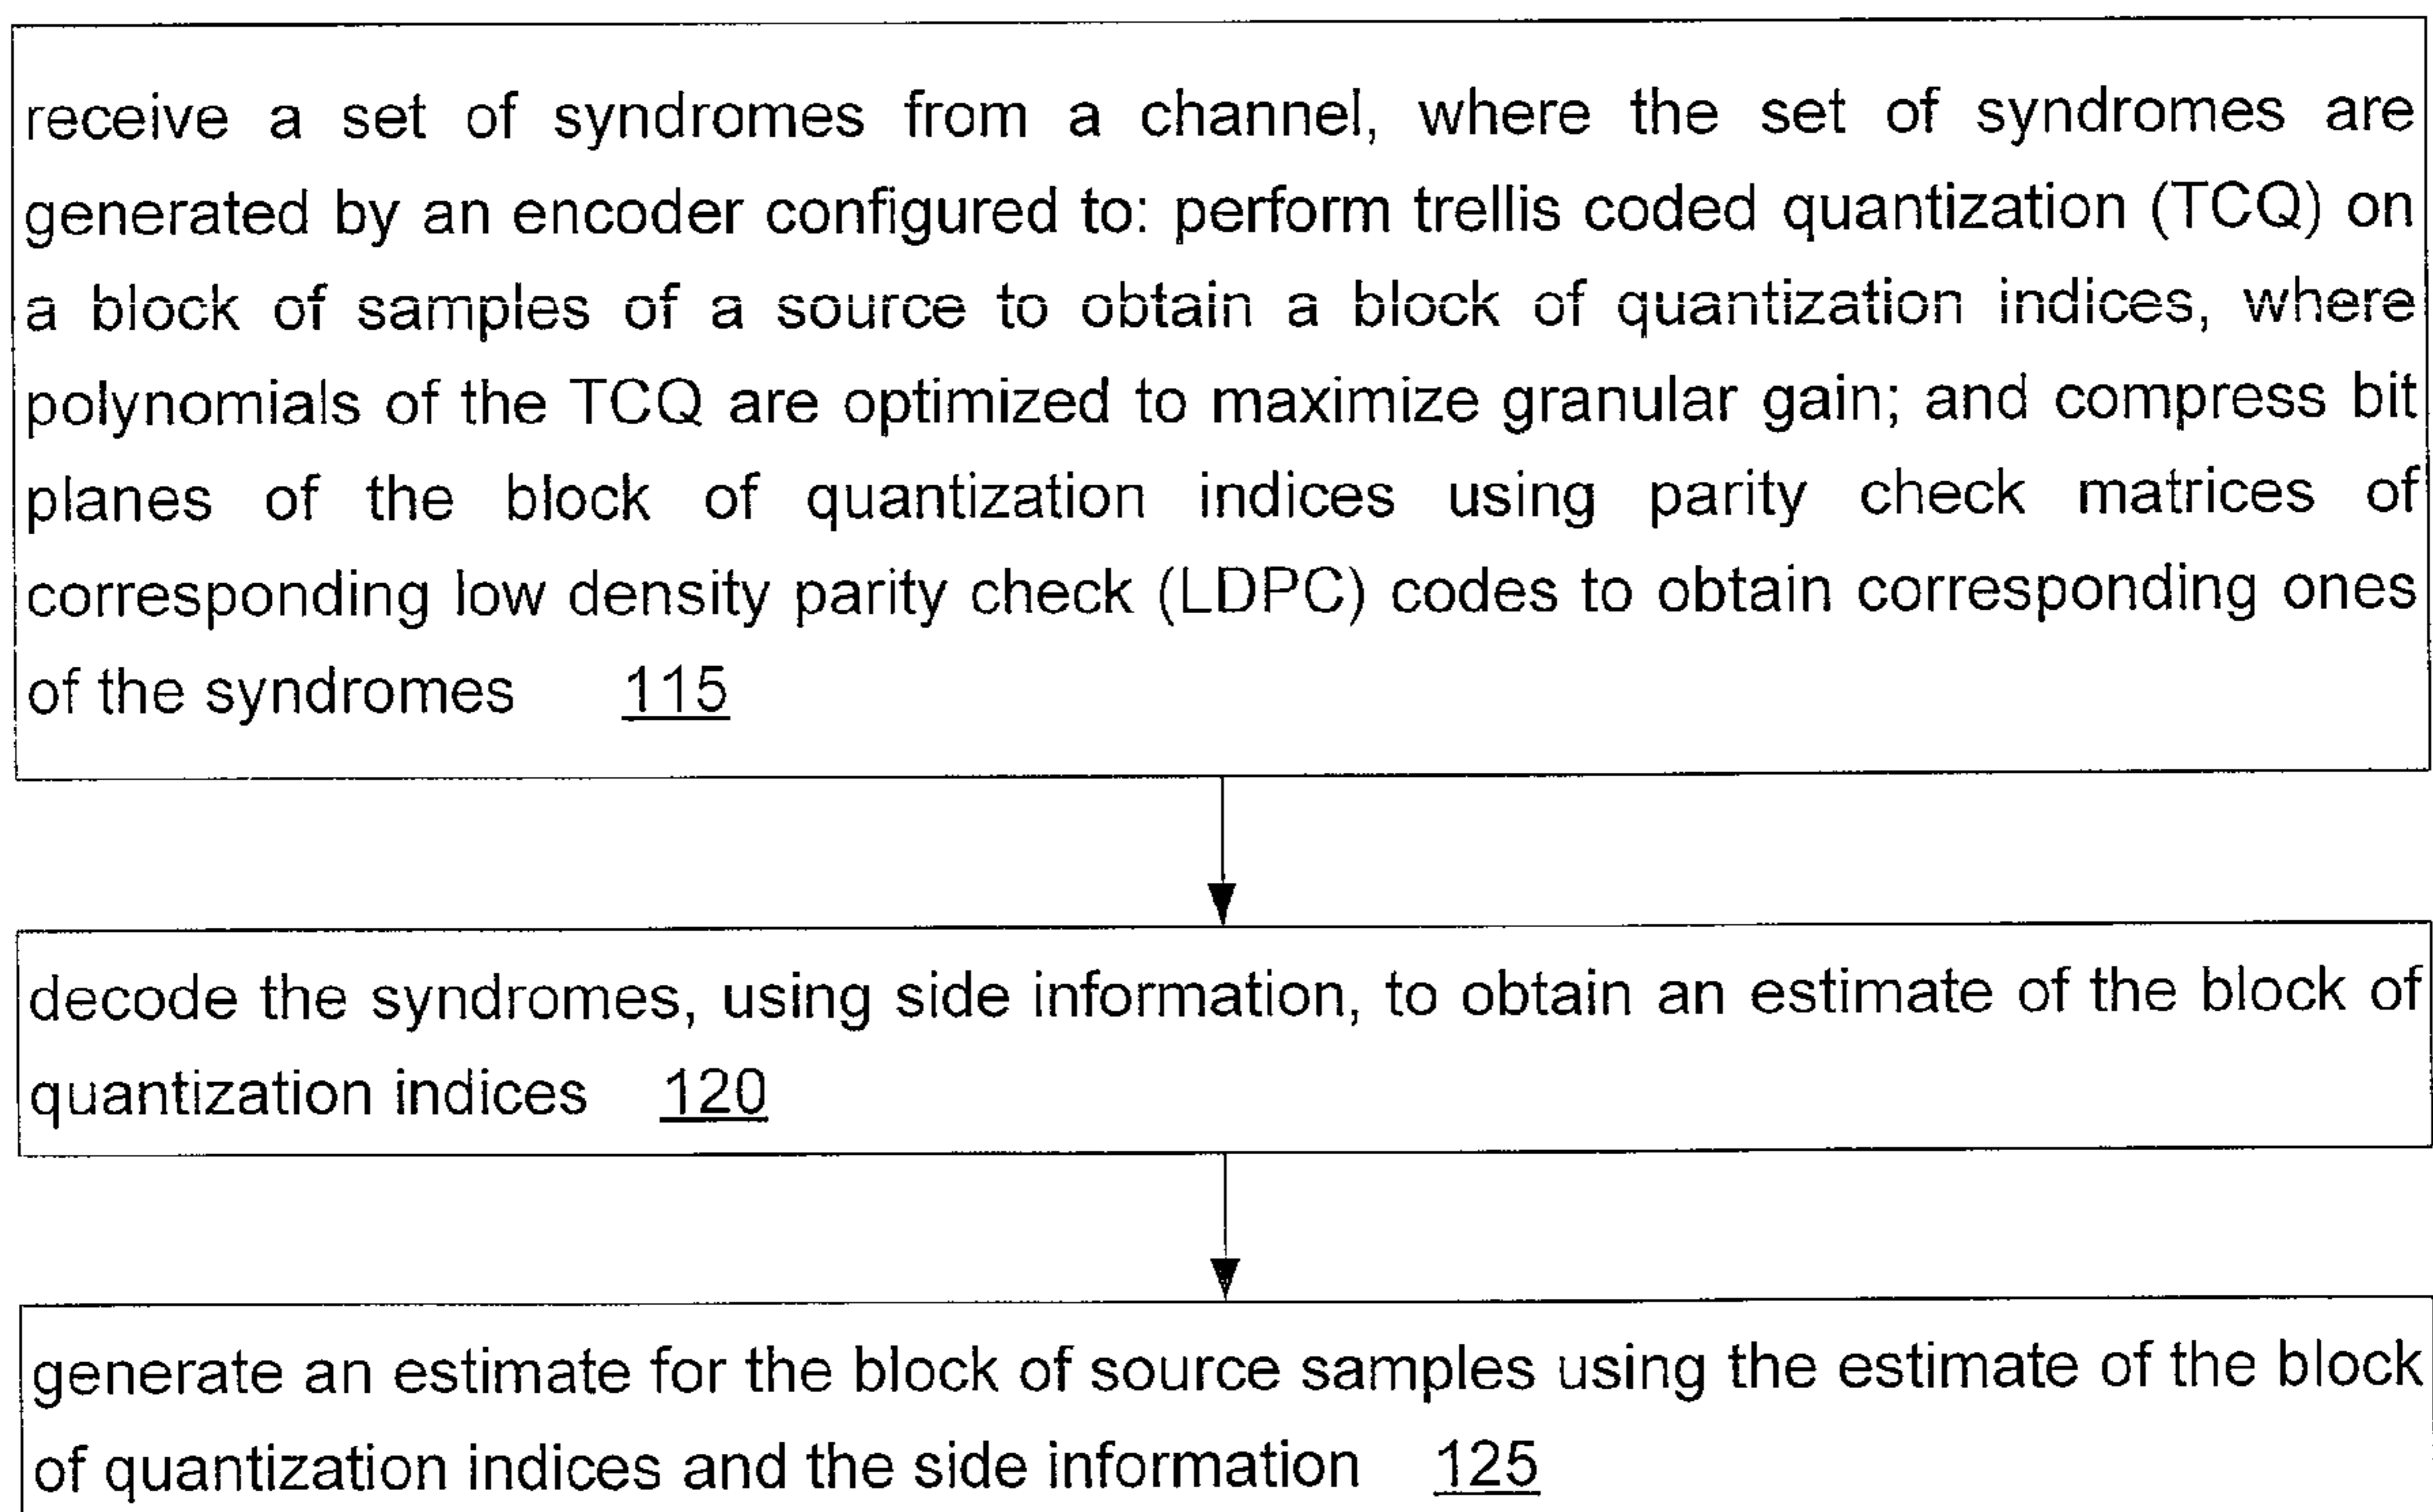 receive a set of syndromes from a channel, where the set of syndromes are
generated by an encoder configured to: perform trellis coded quantization (TCQ) on
a block of samples of a source to obtain a block of quantization indices, where
polynomials of the TCQ are optimized to maximize granular gain; and compress bit
planes of the block of quantization indices using parity check matrices of
corresponding low density parity check (LDPC) codes to obtain corresponding ones
of the syndromes 115
decode the syndromes, using side information, to obtain an estimate of the block of
quantization indices 120
generate an estimate for the block of source samples using the estimate of the block
of quantization indices and the side information 125